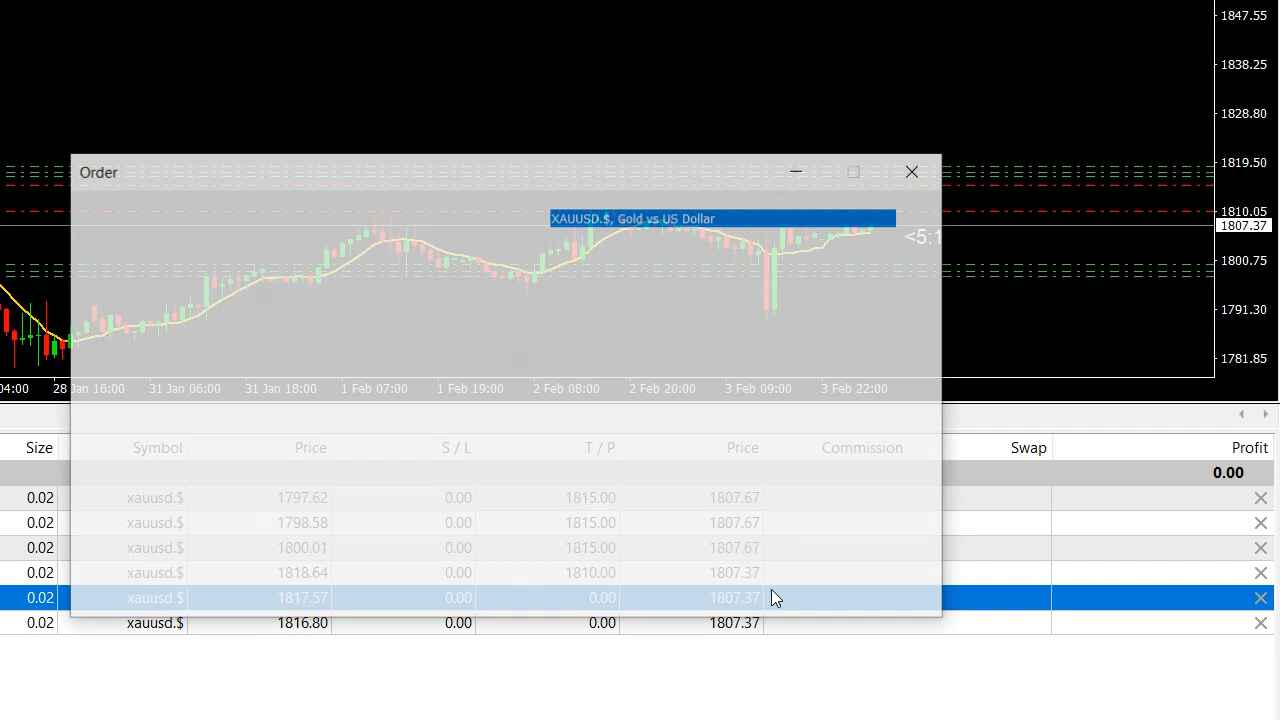 1847.55
1838.25
1828.80
1819.50
Order
1810.05
XAUUSD.$, Gold vs US Dollar
1807.37
<5:1
1800.75
1791.30
1781.85
04:00 28 Jan 16:00 31 Jan 06:00 31 Jan 18:00 1 Feb 07:00 1 Feb 19:00 2 Feb 08:00 2 Feb 20:00 3 Feb 09:00 3 Feb 22:00
Size Symbol Price S / L T / P Price Commission Swap Profit
0.00
0.02 xauusd.$ 1797.62 0.00 1815.00 1807.67
0.02 xauusd.$ 1798.58 0.00 1815.00 1807.67
0.02 xauusd.$ 1800.01 0.00 1815.00 1807.67
0.02 xauusd.$ 1818.64 0.00 1810.00 1807.37
0.02 xauusd.$ 1817.57 0.00 0.00 1807.37
0.02 xauusd.$ 1816.80 0.00 0.00 1807.37